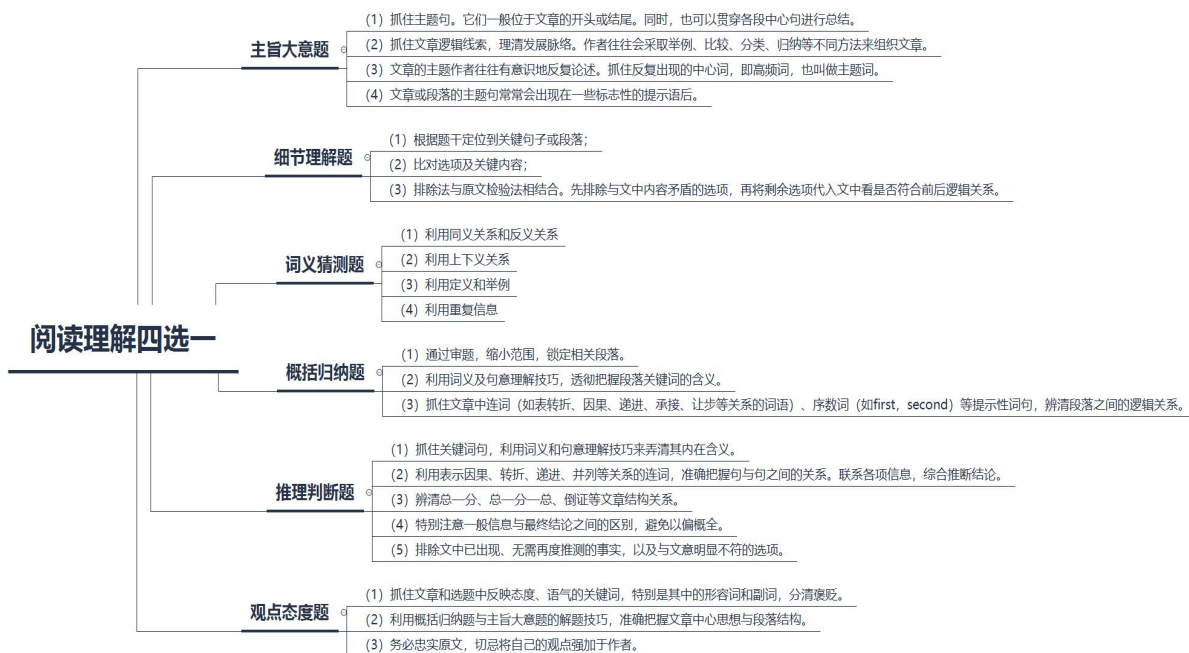 阅读理解四选一
主旨大意题
(1) 抓住主题句。它们一般位于文章的开头或结尾。同时，也可以贯穿各段中心句进行总结。
(2) 抓住文章逻辑线索，理清发展脉络。作者往往会采取举例、比较、分类、归纳等不同方法来组织文章。
(3) 文章的主题作者往往有意识地反复论述。抓住反复出现的中心词，即高频词，也叫做主题词。
(4) 文章或段落的主题句常常会出现在一些标志性的提示语后。
细节理解题
(1) 根据题干定位到关键句子或段落；
(2) 比对选项及关键内容；
(3) 排除法与原文检验法相结合。先排除与文中内容矛盾的选项，再将剩余选项代入文中看是否符合前后逻辑关系。
词义猜测题
(1) 利用同义关系和反义关系
(2) 利用上下义关系
(3) 利用定义和举例
(4) 利用重复信息
概括归纳题
(1) 通过审题，缩小范围，锁定相关段落。
(2) 利用词义及句意理解技巧，透彻把握段落关键词的含义。
(3) 抓住文章中连词（如表转折、因果、递进、承接、让步等关系的词语）、序数词（如first，second）等提示性词句，辨清段落之间的逻辑关系。
推理判断题
(1) 抓住关键词句，利用词义和句意理解技巧来弄清其内在含义。
(2) 利用表示因果、转折、递进、并列等关系的连词，准确把握句与句之间的关系。联系各项信息，综合推断结论。
(3) 辨清总—分、总—分—总、倒证等文章结构关系。
(4) 特别注意一般信息与最终结论之间的区别，避免以偏概全。
(5) 排除文中已出现、无需再度推测的事实，以及与文意明显不符的选项。
观点态度题
(1) 抓住文章和选题中反映态度、语气的关键词，特别是其中的形容词和副词，分清褒贬。
(2) 利用概括归纳题与主旨大意题的解题技巧，准确把握文章中心思想与段落结构。
(3) 务必忠实原文，切忌将自己的观点强加于作者。